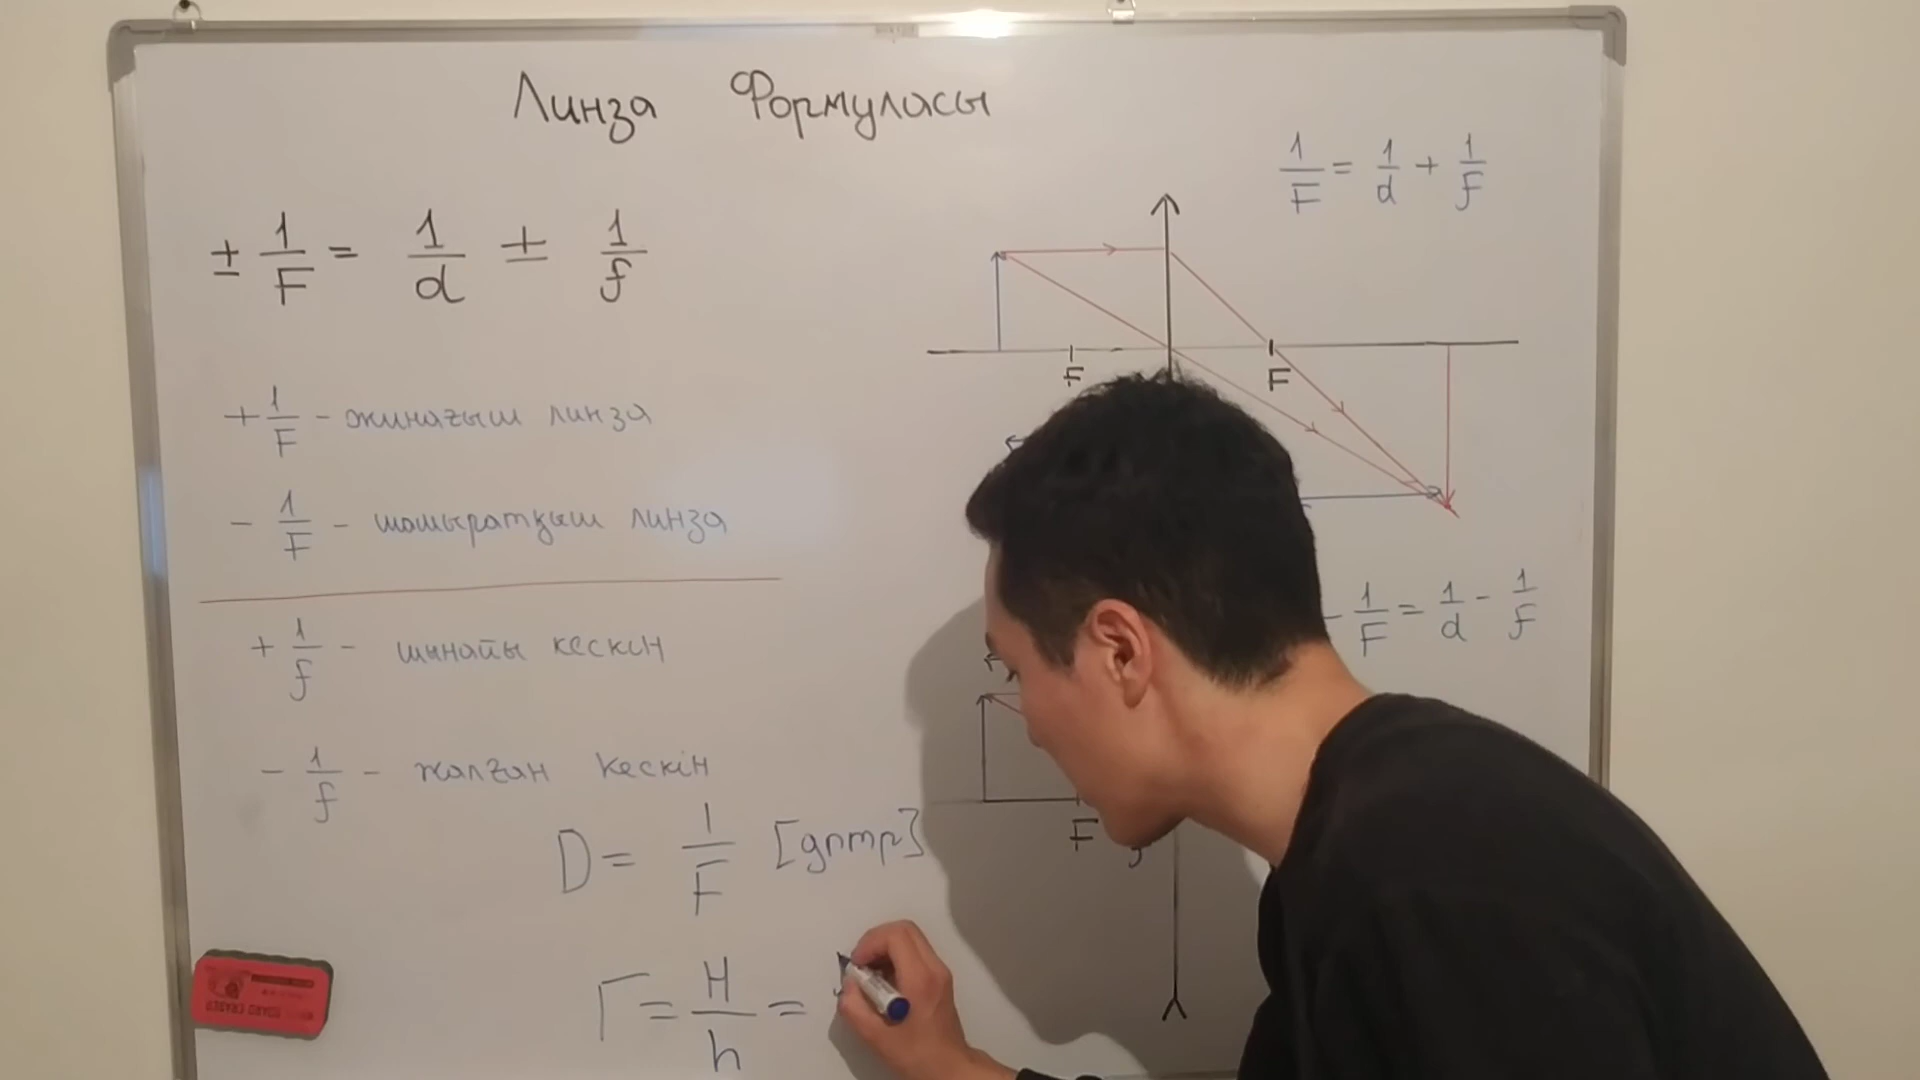 Линза Формуласы
± 1/F = 1/d ± 1/f
+ 1/F - жинағыш линза
- 1/F - шашыратқыш линза
+ 1/f - шынайы кескін
- 1/f - жалған кескін
D = 1/F [дптр]
Г = H/h =
1/F = 1/d + 1/f
F F
- 1/F = 1/d - 1/f
F